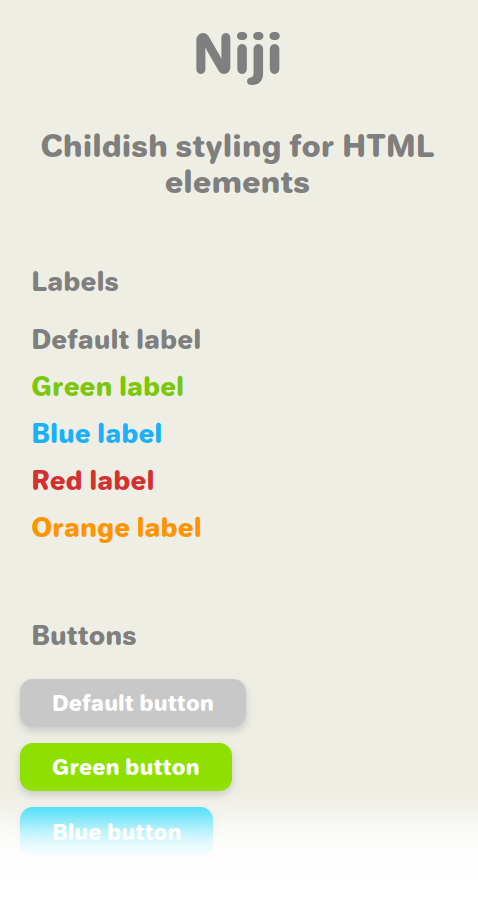 Niji
Childish styling for HTML
elements
Labels
Default label
Green label
Blue label
Red label
Orange label
Buttons
Default button
Green button
Blue button